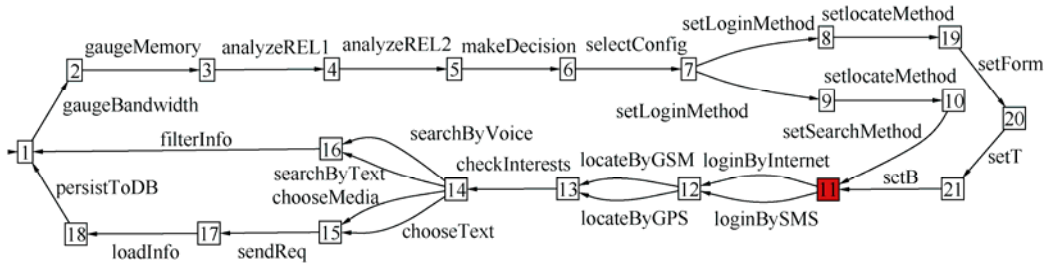 setLoginMethod
8
setlocateMethod
19
gaugeMemory
analyzeREL1
analyzeREL2
makeDecision
selectConfig
2
3
4
5
6
7
setForm
setlocateMethod
gaugeBandwidth
setLoginMethod
9
10
20
searchByVoice
setSearchMethod
filterInfo
16
1
checkInterests
locateByGSM
loginByInternet
setT
searchByText
persistToDB
chooseMedia
14
13
12
11
sctB
21
18
loadInfo
17
sendReq
15
chooseText
locateByGPS
loginBySMS